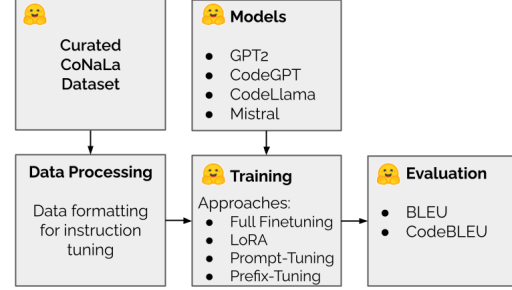 Curated
CoNaLa
Dataset
Models
● GPT2
● CodeGPT
● CodeLlama
● Mistral
Data Processing
Data formatting
for instruction
tuning
Training
Approaches:
● Full Finetuning
● LoRA
● Prompt-Tuning
● Prefix-Tuning
Evaluation
● BLEU
● CodeBLEU